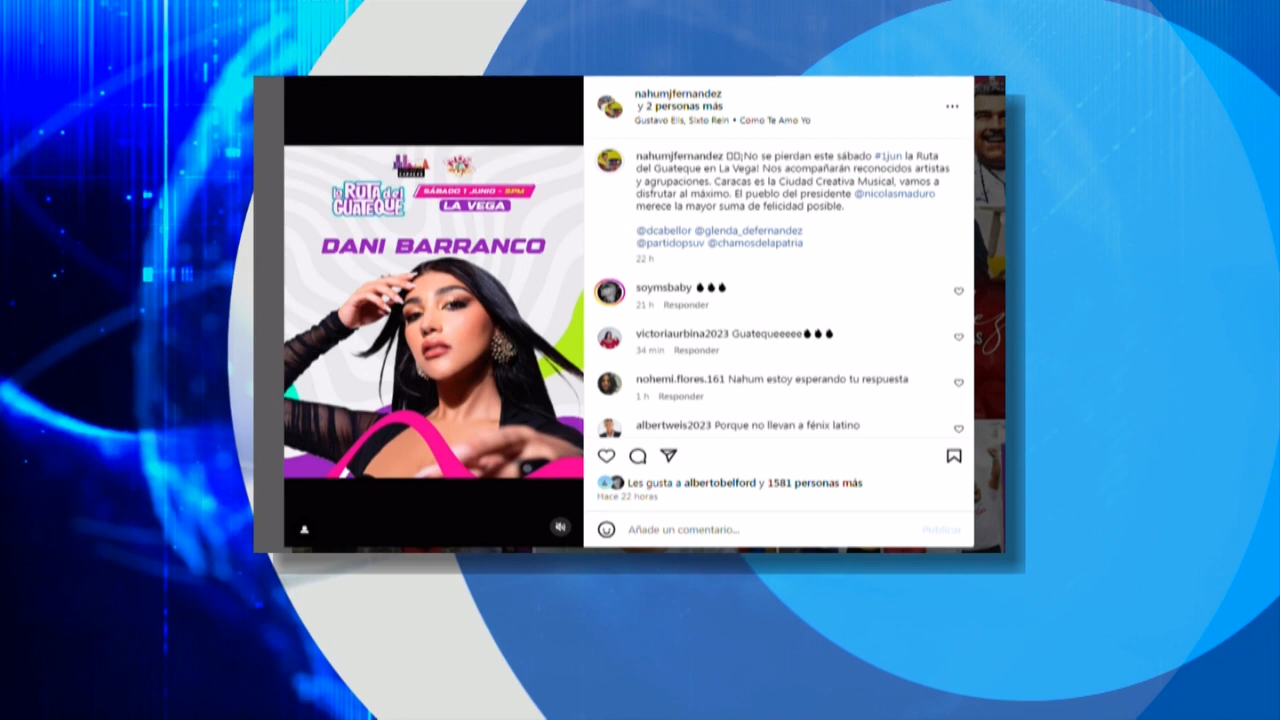 la RUTA del
GUATEQUE
SÁBADO 1 JUNIO - 5PM
LA VEGA
DANI BARRANCO
nahumjfernandez
y 2 personas más
Gustavo Elis, Sixto Rein • Como Te Amo Yo
nahumjfernandez ¡No se pierdan este sábado #1jun la Ruta
del Guateque en La Vega! Nos acompañarán reconocidos artistas
y agrupaciones. Caracas es la Ciudad Creativa Musical, vamos a
disfrutar al máximo. El pueblo del presidente @nicolasmaduro
merece la mayor suma de felicidad posible.
@dcabellor @glenda_defernandez
@partidopsuv @chamosdelapatria
22 h
soymsbaby
21 h Responder
victoriaurbina2023 Guatequeeeee
34 min Responder
nohemi.flores.161 Nahum estoy esperando tu respuesta
1 h Responder
albertweis2023 Porque no llevan a fénix latino
Les gusta a albertobelford y 1581 personas más
Hace 22 horas
Añade un comentario...
Publicar